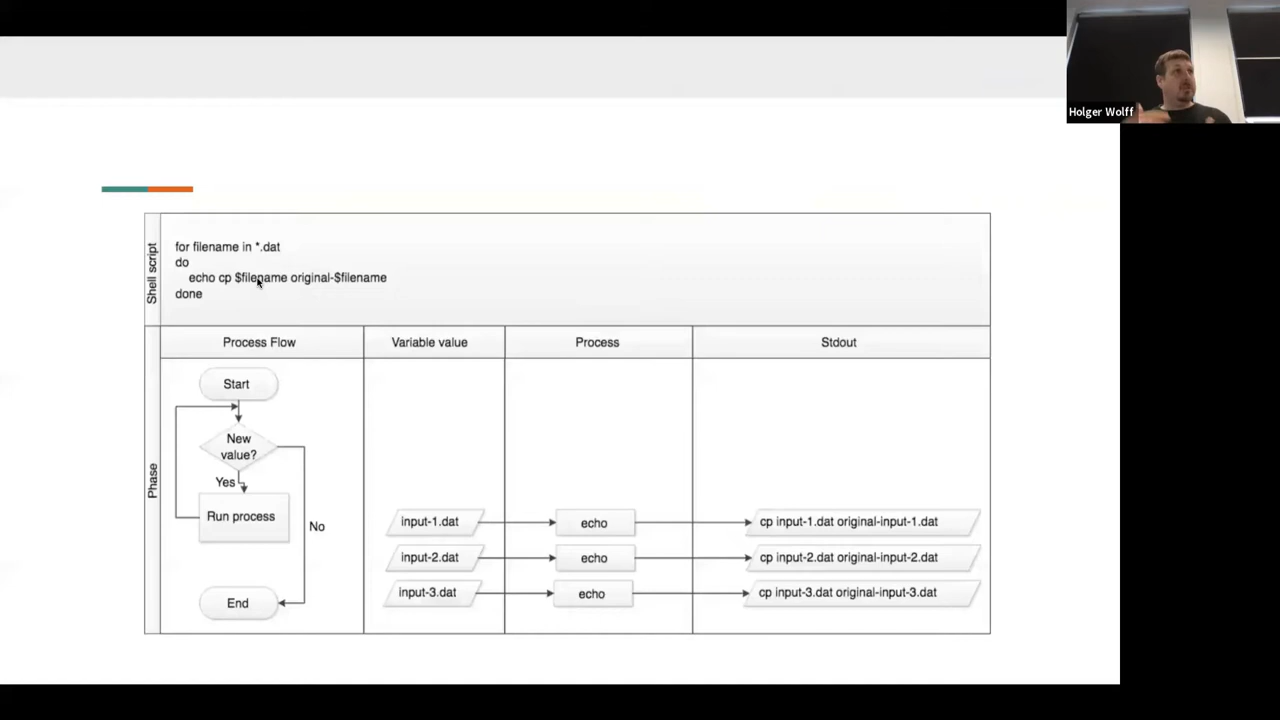 Holger Wolff
Shell script
for filename in *.dat
do
echo cp $filename original-$filename
done
Phase
Process Flow
Variable value
Process
Stdout
Start
New
value?
Yes
Run process
No
End
input-1.dat
echo
cp input-1.dat original-input-1.dat
input-2.dat
echo
cp input-2.dat original-input-2.dat
input-3.dat
echo
cp input-3.dat original-input-3.dat